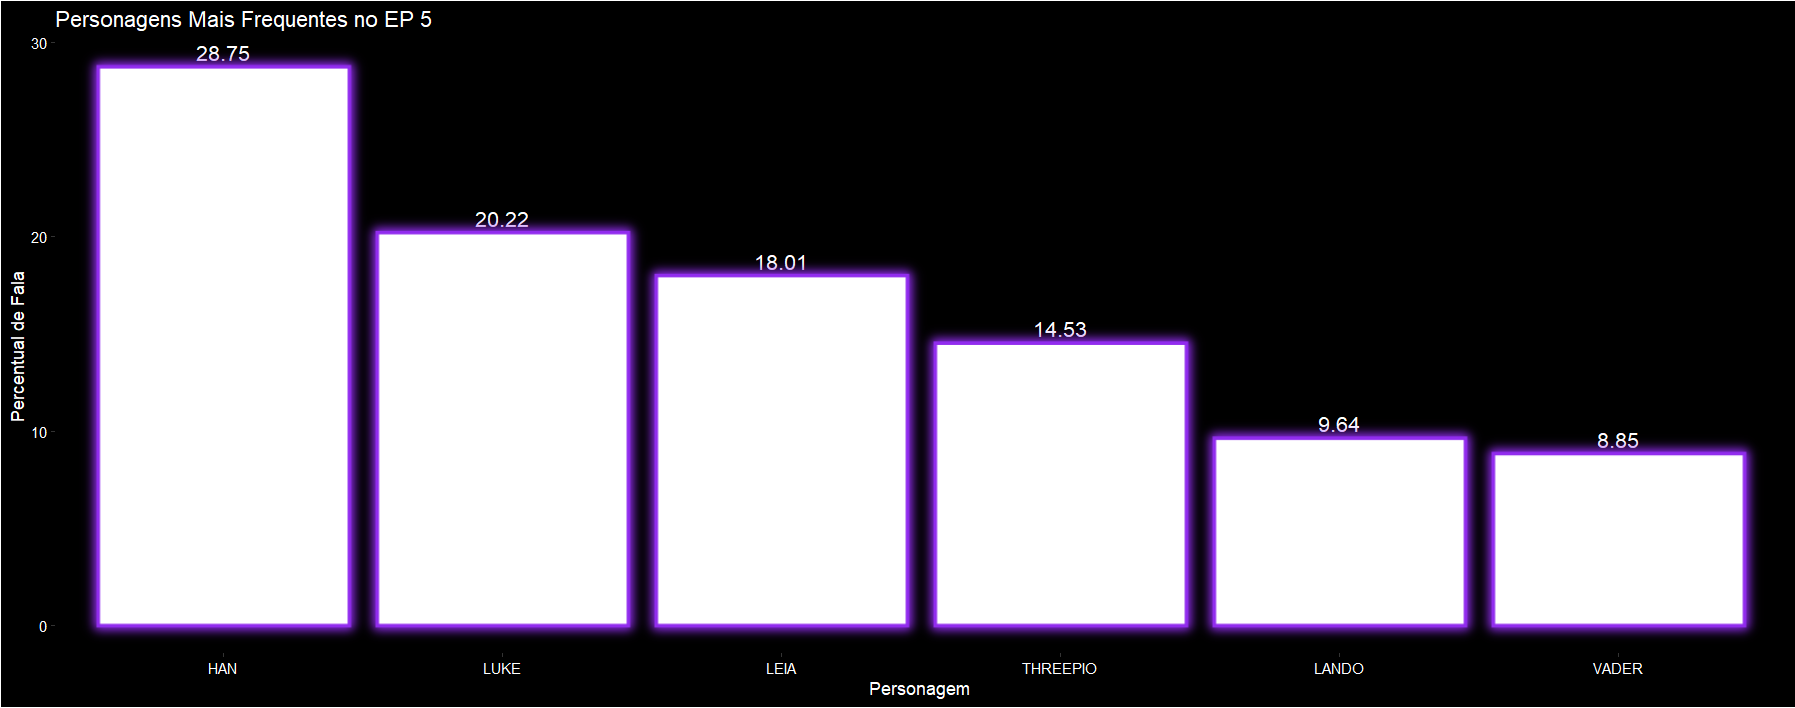 Personagens Mais Frequentes no EP 5
Percentual de Fala
30
20
10
0
28.75
20.22
18.01
14.53
9.64
8.85
HAN
LUKE
LEIA
THREEPIO
LANDO
VADER
Personagem